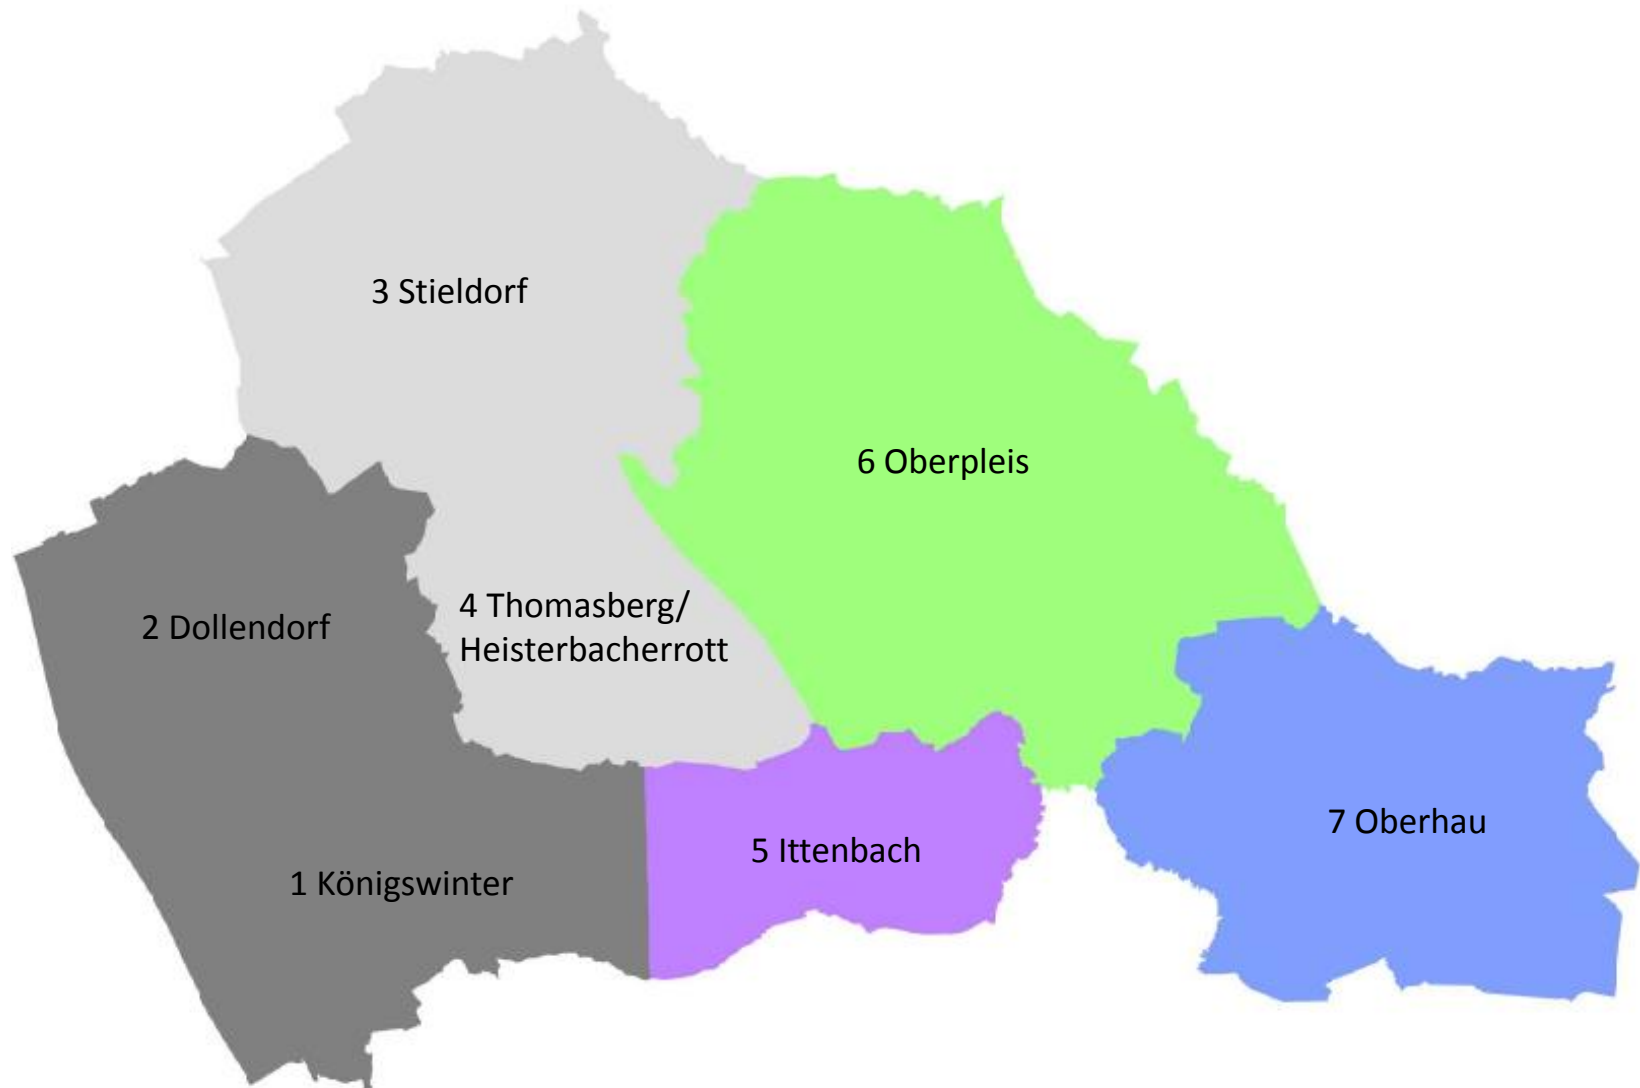 3 Stieldorf
6 Oberpleis
4 Thomasberg/
Heisterbacherrott
2 Dollendorf
7 Oberhau
5 Ittenbach
1 Königswinter